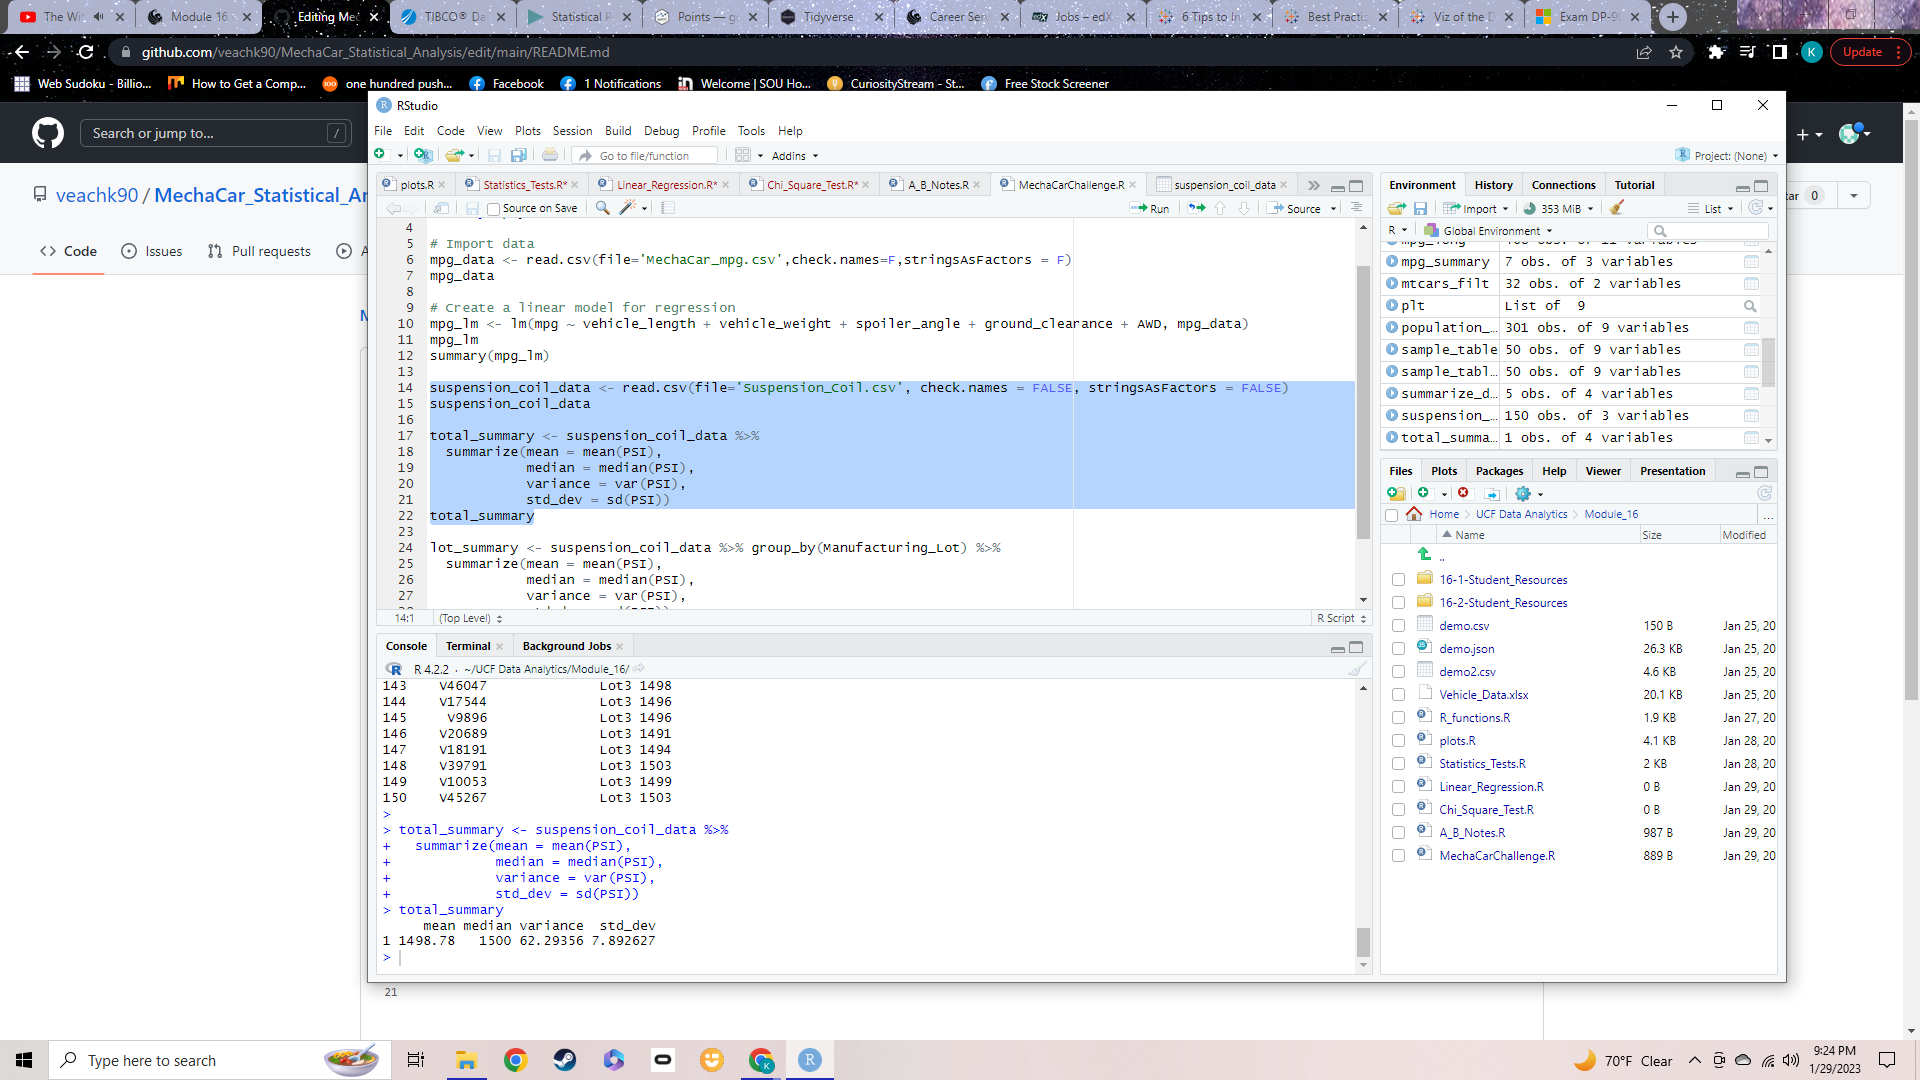 The Wit
Module 16
Editing Mec
TIBCO® Da
Statistical P
Points — g
Tidyverse
Career Ser
Jobs – edX
6 Tips to In
Best Practi
Viz of the D
Exam DP-9
github.com/veachk90/MechaCar_Statistical_Analysis/edit/main/README.md
K
Update
Web Sudoku - Billio...
How to Get a Comp...
one hundred push...
Facebook
1 Notifications
Welcome | SOU Ho...
CuriosityStream - St...
Free Stock Screener
Search or jump to...
/
veachk90 / MechaCar_Statistical_Ar
tar 0
Code
Issues
Pull requests
A
RStudio
File Edit Code View Plots Session Build Debug Profile Tools Help
Go to file/function
Addins
Project: (None)
plots.R
Statistics_Tests.R*
Linear_Regression.R*
Chi_Square_Test.R*
A_B_Notes.R
MechaCarChallenge.R
suspension_coil_data
Source on Save
Run
Source
4
5 # Import data
6 mpg_data <- read.csv(file='MechaCar_mpg.csv',check.names=F,stringsAsFactors = F)
7 mpg_data
8
9 # Create a linear model for regression
10 mpg_lm <- lm(mpg ~ vehicle_length + vehicle_weight + spoiler_angle + ground_clearance + AWD, mpg_data)
11 mpg_lm
12 summary(mpg_lm)
13
14 suspension_coil_data <- read.csv(file='Suspension_Coil.csv', check.names = FALSE, stringsAsFactors = FALSE)
15 suspension_coil_data
16
17 total_summary <- suspension_coil_data %>%
18 summarize(mean = mean(PSI),
19 median = median(PSI),
20 variance = var(PSI),
21 std_dev = sd(PSI))
22 total_summary
23
24 lot_summary <- suspension_coil_data %>% group_by(Manufacturing_Lot) %>%
25 summarize(mean = mean(PSI),
26 median = median(PSI),
27 variance = var(PSI),
14:1 (Top Level) R Script
Console Terminal Background Jobs
R 4.2.2 · ~/UCF Data Analytics/Module_16/
143 V46047 Lot3 1498
144 V17544 Lot3 1496
145 V9896 Lot3 1496
146 V20689 Lot3 1491
147 V18191 Lot3 1494
148 V39791 Lot3 1503
149 V10053 Lot3 1499
150 V45267 Lot3 1503
>
> total_summary <- suspension_coil_data %>%
+ summarize(mean = mean(PSI),
+ median = median(PSI),
+ variance = var(PSI),
+ std_dev = sd(PSI))
> total_summary
mean median variance std_dev
1 1498.78 1500 62.29356 7.892627
>
21
Environment History Connections Tutorial
Import
353 MiB
List
R
Global Environment
mpg_summary 7 obs. of 3 variables
mtcars_filt 32 obs. of 2 variables
plt List of 9
population_... 301 obs. of 9 variables
sample_table 50 obs. of 9 variables
sample_tabl... 50 obs. of 9 variables
summarize_d... 5 obs. of 4 variables
suspension_... 150 obs. of 3 variables
total_summa... 1 obs. of 4 variables
Files Plots Packages Help Viewer Presentation
Home UCF Data Analytics Module_16 ...
Name Size Modified
..
16-1-Student_Resources
16-2-Student_Resources
demo.csv 150 B Jan 25, 20
demo.json 26.3 KB Jan 25, 20
demo2.csv 4.6 KB Jan 25, 20
Vehicle_Data.xlsx 20.1 KB Jan 25, 20
R_functions.R 1.9 KB Jan 27, 20
plots.R 4.1 KB Jan 28, 20
Statistics_Tests.R 2 KB Jan 28, 20
Linear_Regression.R 0 B Jan 29, 20
Chi_Square_Test.R 0 B Jan 29, 20
A_B_Notes.R 987 B Jan 29, 20
MechaCarChallenge.R 889 B Jan 29, 20
Type here to search
70°F Clear
9:24 PM
1/29/2023